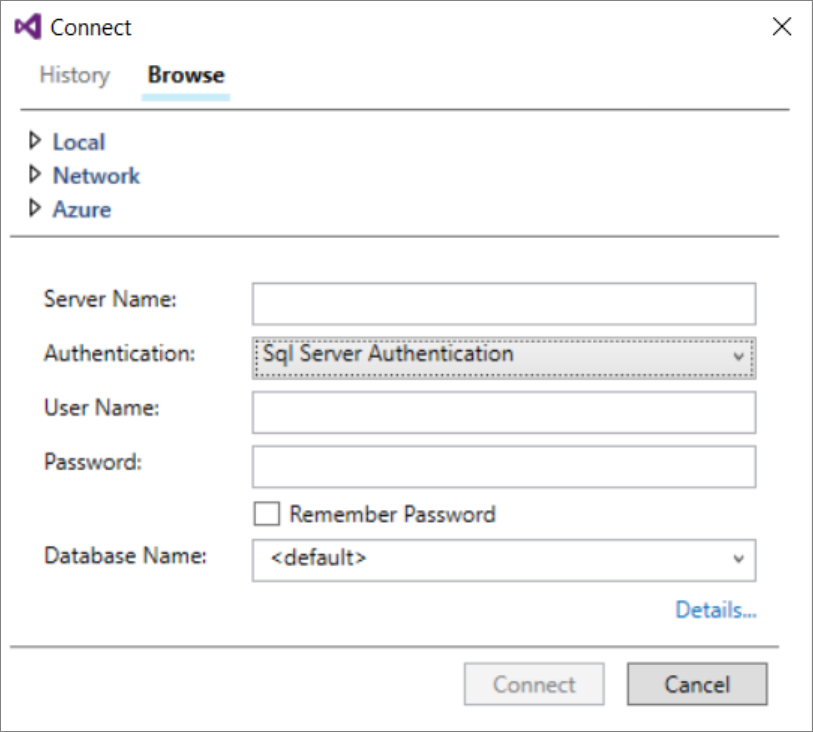 Connect
History Browse
Local
Network
Azure
Server Name:
Authentication: Sql Server Authentication
User Name:
Password:
Remember Password
Database Name: <default>
Details...
Connect Cancel